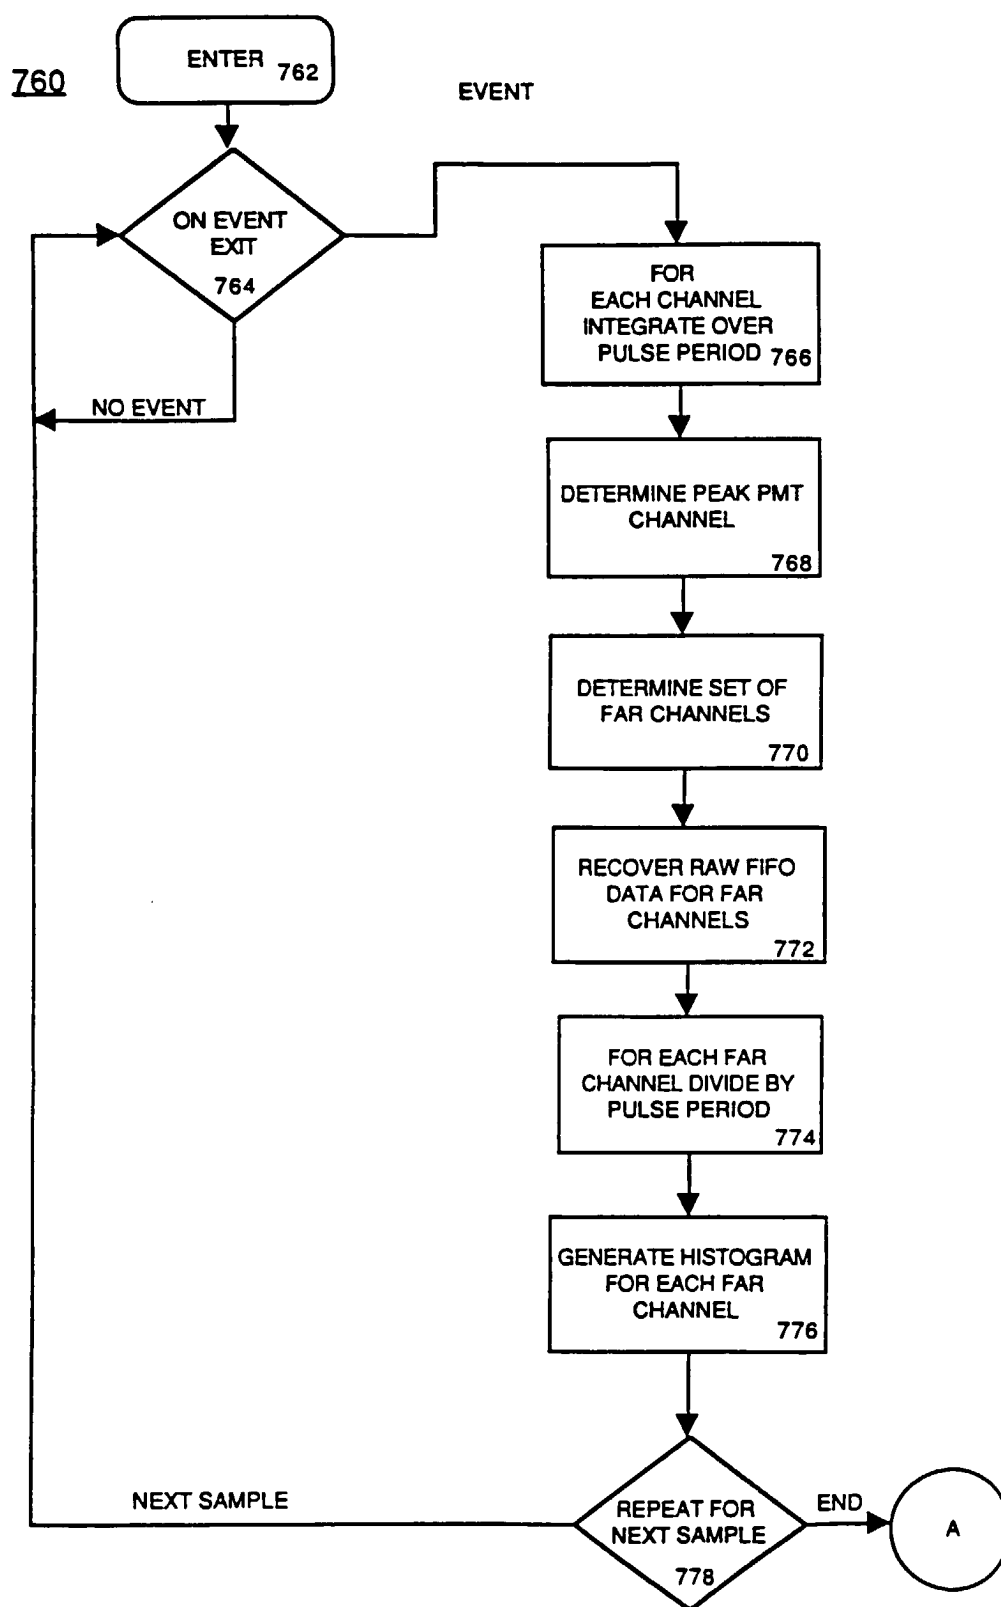 760
ENTER
762
EVENT
ON EVENT
EXIT
764
NO EVENT
FOR
EACH CHANNEL
INTEGRATE OVER
PULSE PERIOD
766
DETERMINE PEAK PMT
CHANNEL
768
DETERMINE SET OF
FAR CHANNELS
770
RECOVER RAW FIFO
DATA FOR FAR
CHANNELS
772
FOR EACH FAR
CHANNEL DIVIDE BY
PULSE PERIOD
774
GENERATE HISTOGRAM
FOR EACH FAR
CHANNEL
776
NEXT SAMPLE
REPEAT FOR
NEXT SAMPLE
778
END
A